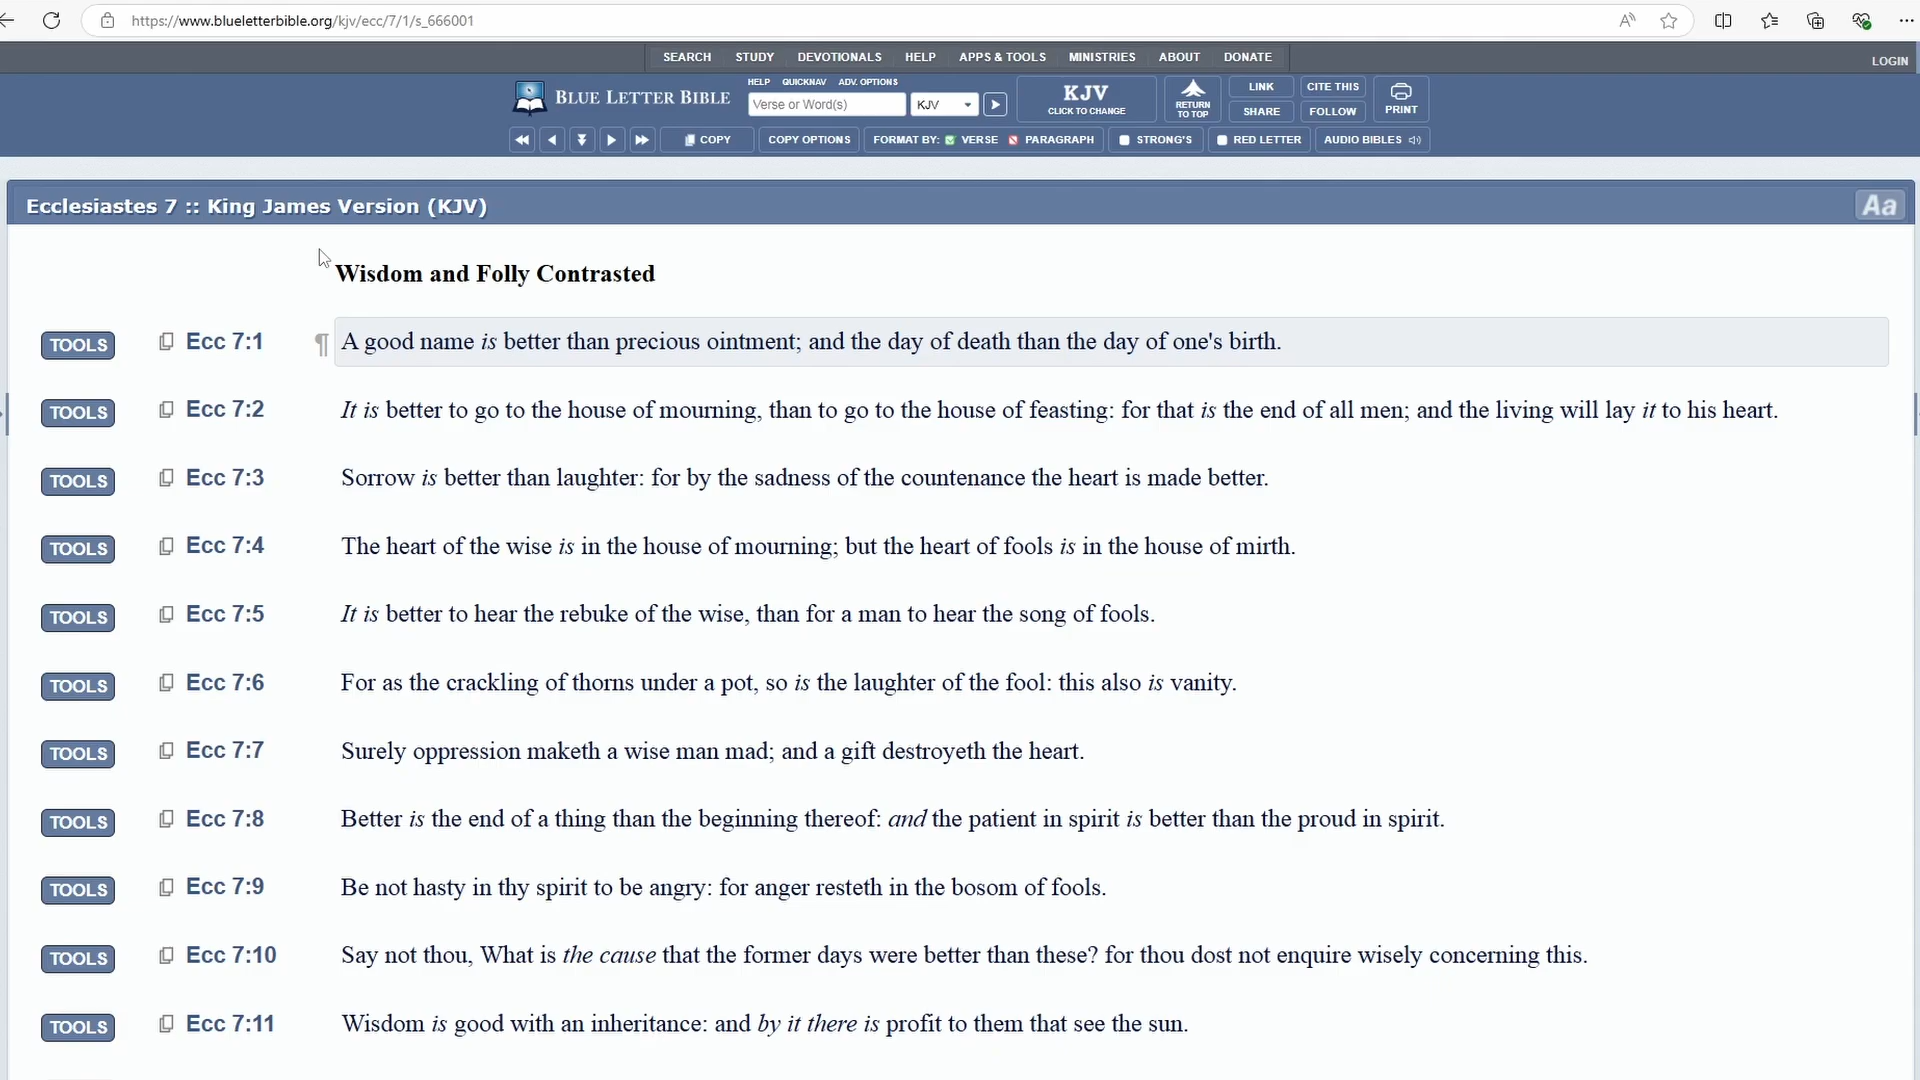 https://www.blueletterbible.org/kjv/ecc/7/1/s_666001
SEARCH STUDY DEVOTIONALS HELP APPS & TOOLS MINISTRIES ABOUT DONATE
LOGIN
BLUE LETTER BIBLE
HELP QUICKNAV ADV. OPTIONS
Verse or Word(s) KJV
KJV
CLICK TO CHANGE
RETURN
TO TOP
LINK CITE THIS
SHARE FOLLOW
PRINT
COPY COPY OPTIONS FORMAT BY: VERSE PARAGRAPH STRONG'S RED LETTER AUDIO BIBLES
Ecclesiastes 7 :: King James Version (KJV) Aa
Wisdom and Folly Contrasted
TOOLS Ecc 7:1 ¶ A good name is better than precious ointment; and the day of death than the day of one's birth.
TOOLS Ecc 7:2 It is better to go to the house of mourning, than to go to the house of feasting: for that is the end of all men; and the living will lay it to his heart.
TOOLS Ecc 7:3 Sorrow is better than laughter: for by the sadness of the countenance the heart is made better.
TOOLS Ecc 7:4 The heart of the wise is in the house of mourning; but the heart of fools is in the house of mirth.
TOOLS Ecc 7:5 It is better to hear the rebuke of the wise, than for a man to hear the song of fools.
TOOLS Ecc 7:6 For as the crackling of thorns under a pot, so is the laughter of the fool: this also is vanity.
TOOLS Ecc 7:7 Surely oppression maketh a wise man mad; and a gift destroyeth the heart.
TOOLS Ecc 7:8 Better is the end of a thing than the beginning thereof: and the patient in spirit is better than the proud in spirit.
TOOLS Ecc 7:9 Be not hasty in thy spirit to be angry: for anger resteth in the bosom of fools.
TOOLS Ecc 7:10 Say not thou, What is the cause that the former days were better than these? for thou dost not enquire wisely concerning this.
TOOLS Ecc 7:11 Wisdom is good with an inheritance: and by it there is profit to them that see the sun.